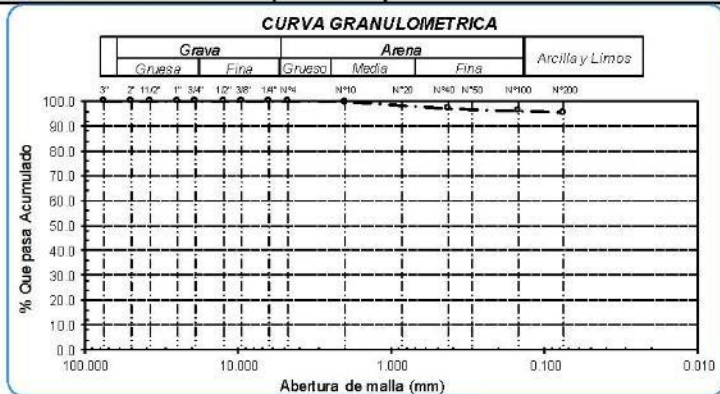 CURVA GRANULOMETRICA
Grava Arena Arcilla y Limos
Gruesa Fina Grueso Media Fina
3" 2" 11/2" 1" 3/4" 1/2" 3/8" 1/4" N°4 N°10 N°20 N°40 N°50 N°100 N°200
100.0
90.0
80.0
70.0
60.0
50.0
40.0
30.0
20.0
10.0
0.0
% Que pasa Acumulado
100.000 10.000 1.000 0.100 0.010
Abertura de malla (mm)